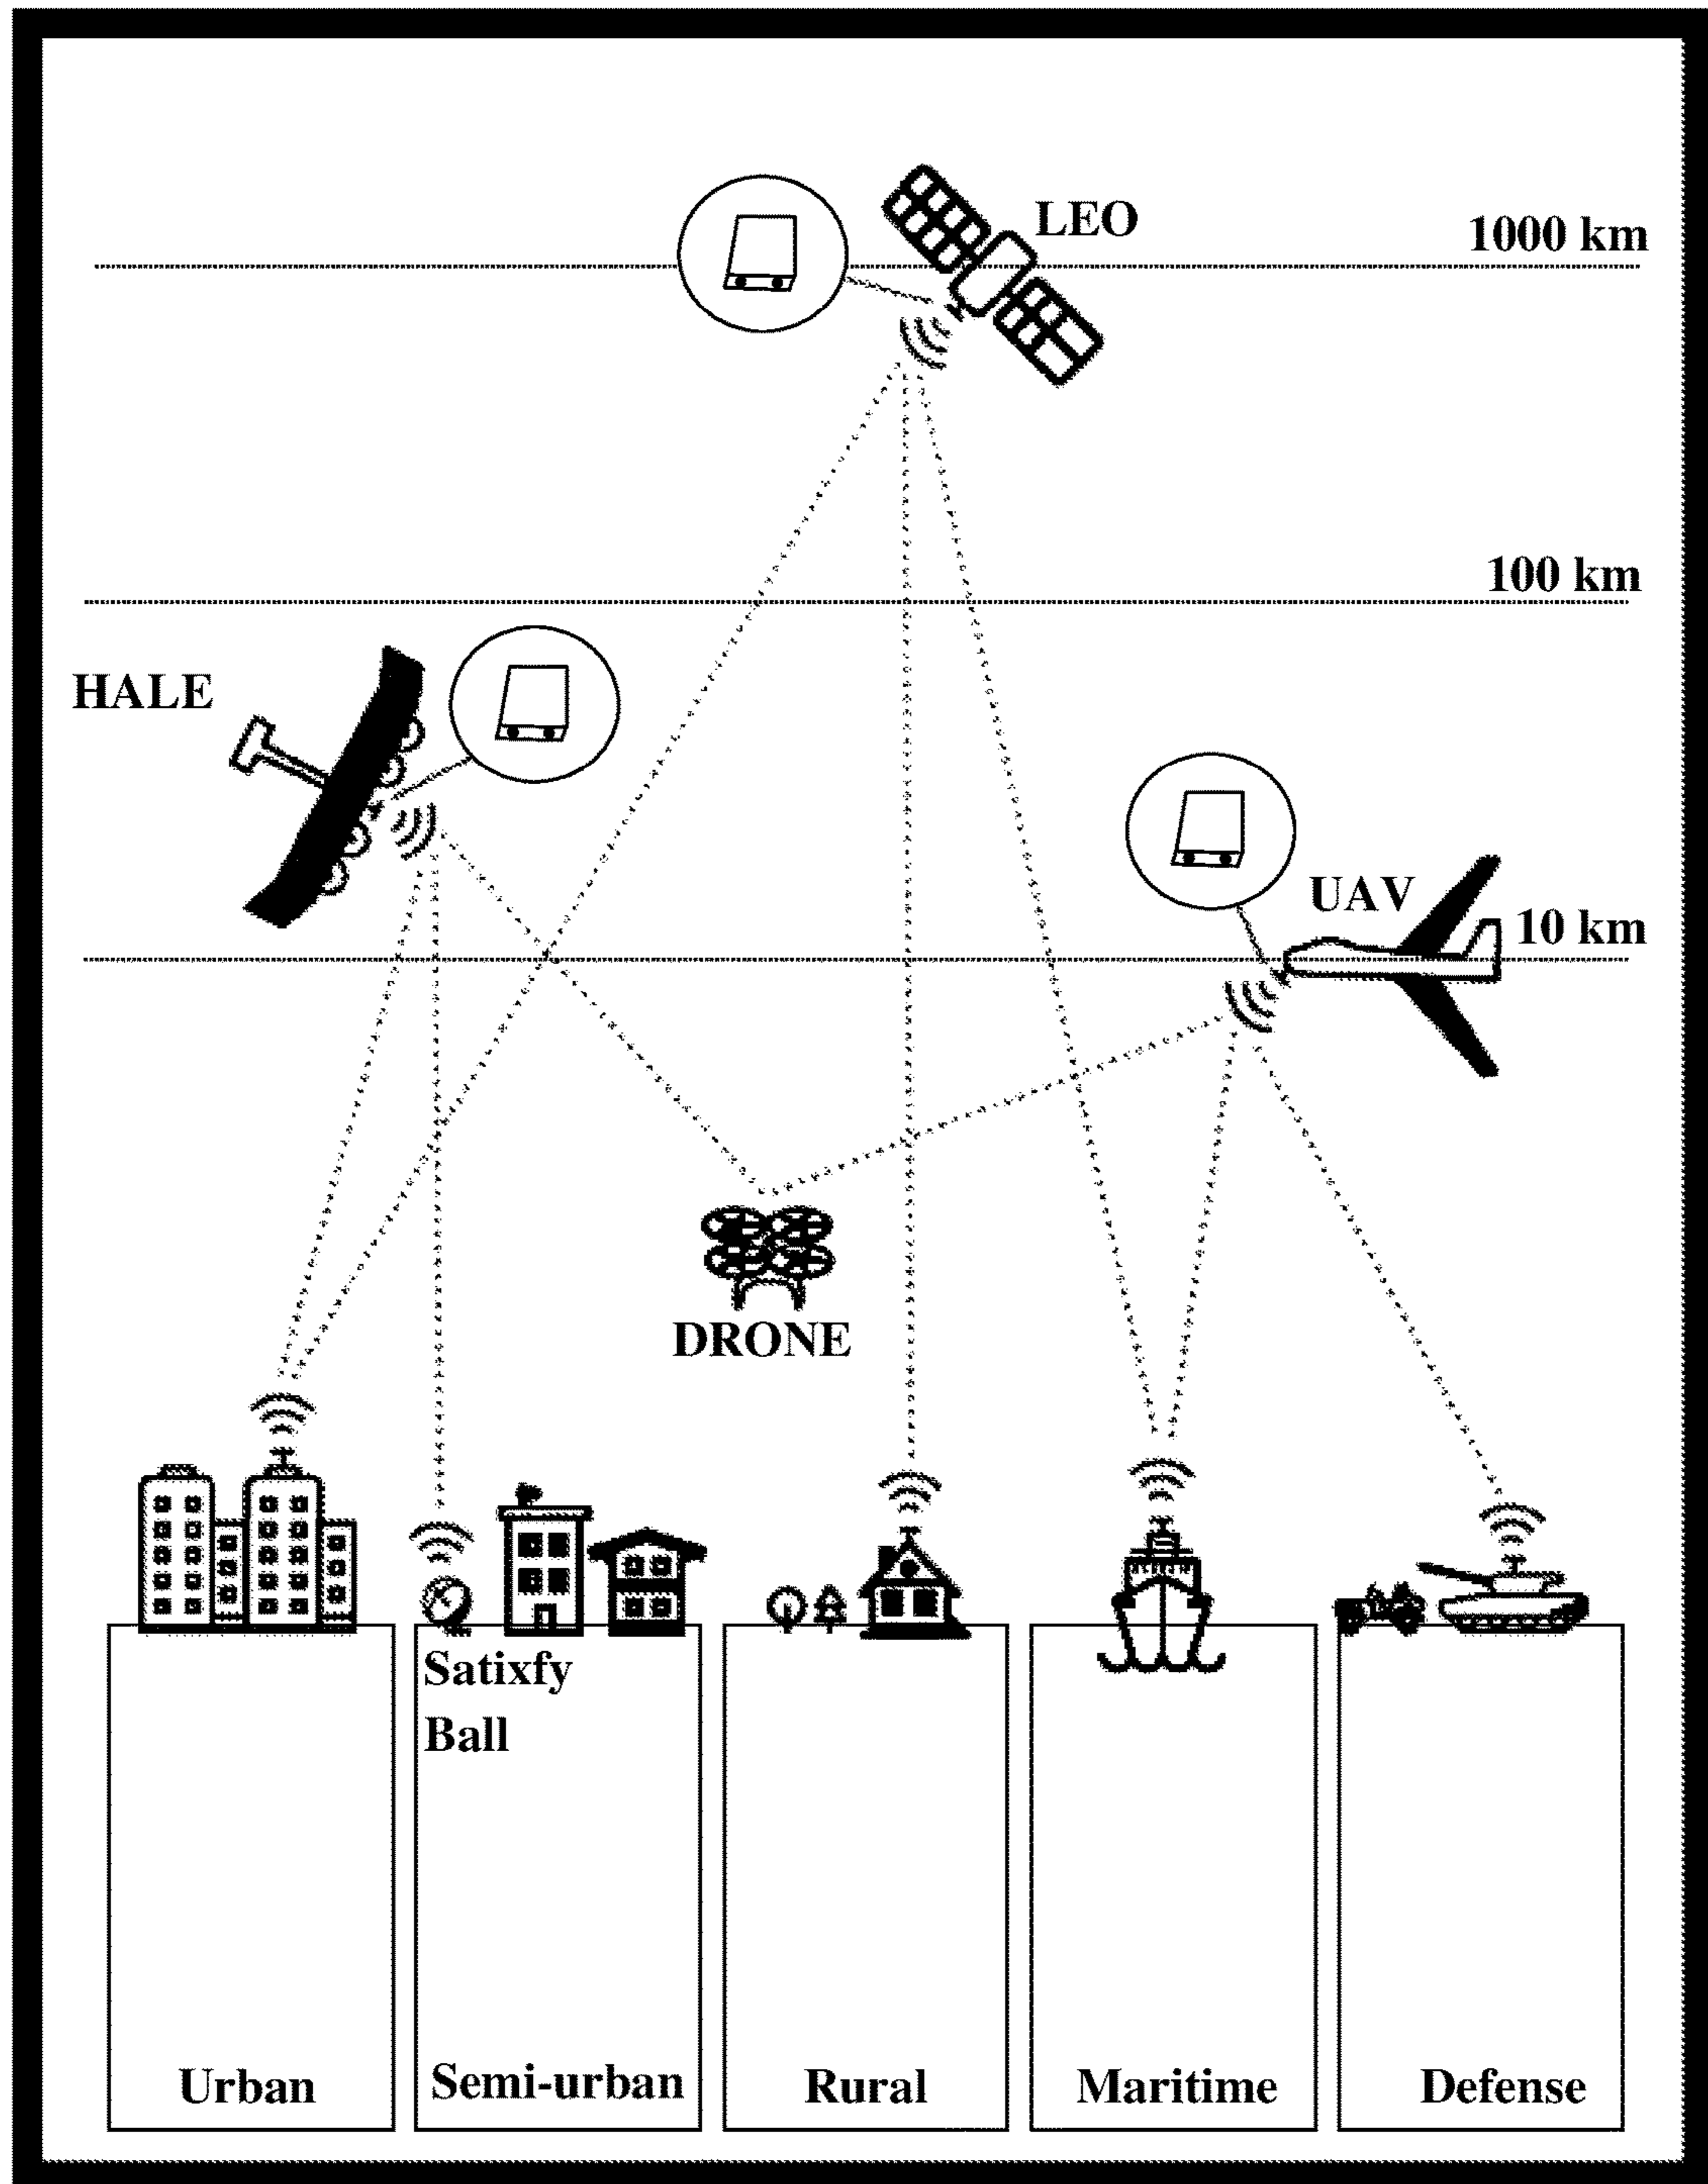 LEO
1000 km
100 km
HALE
UAV
10 km
DRONE
Satixfy
Ball
Urban
Semi-urban
Rural
Maritime
Defense